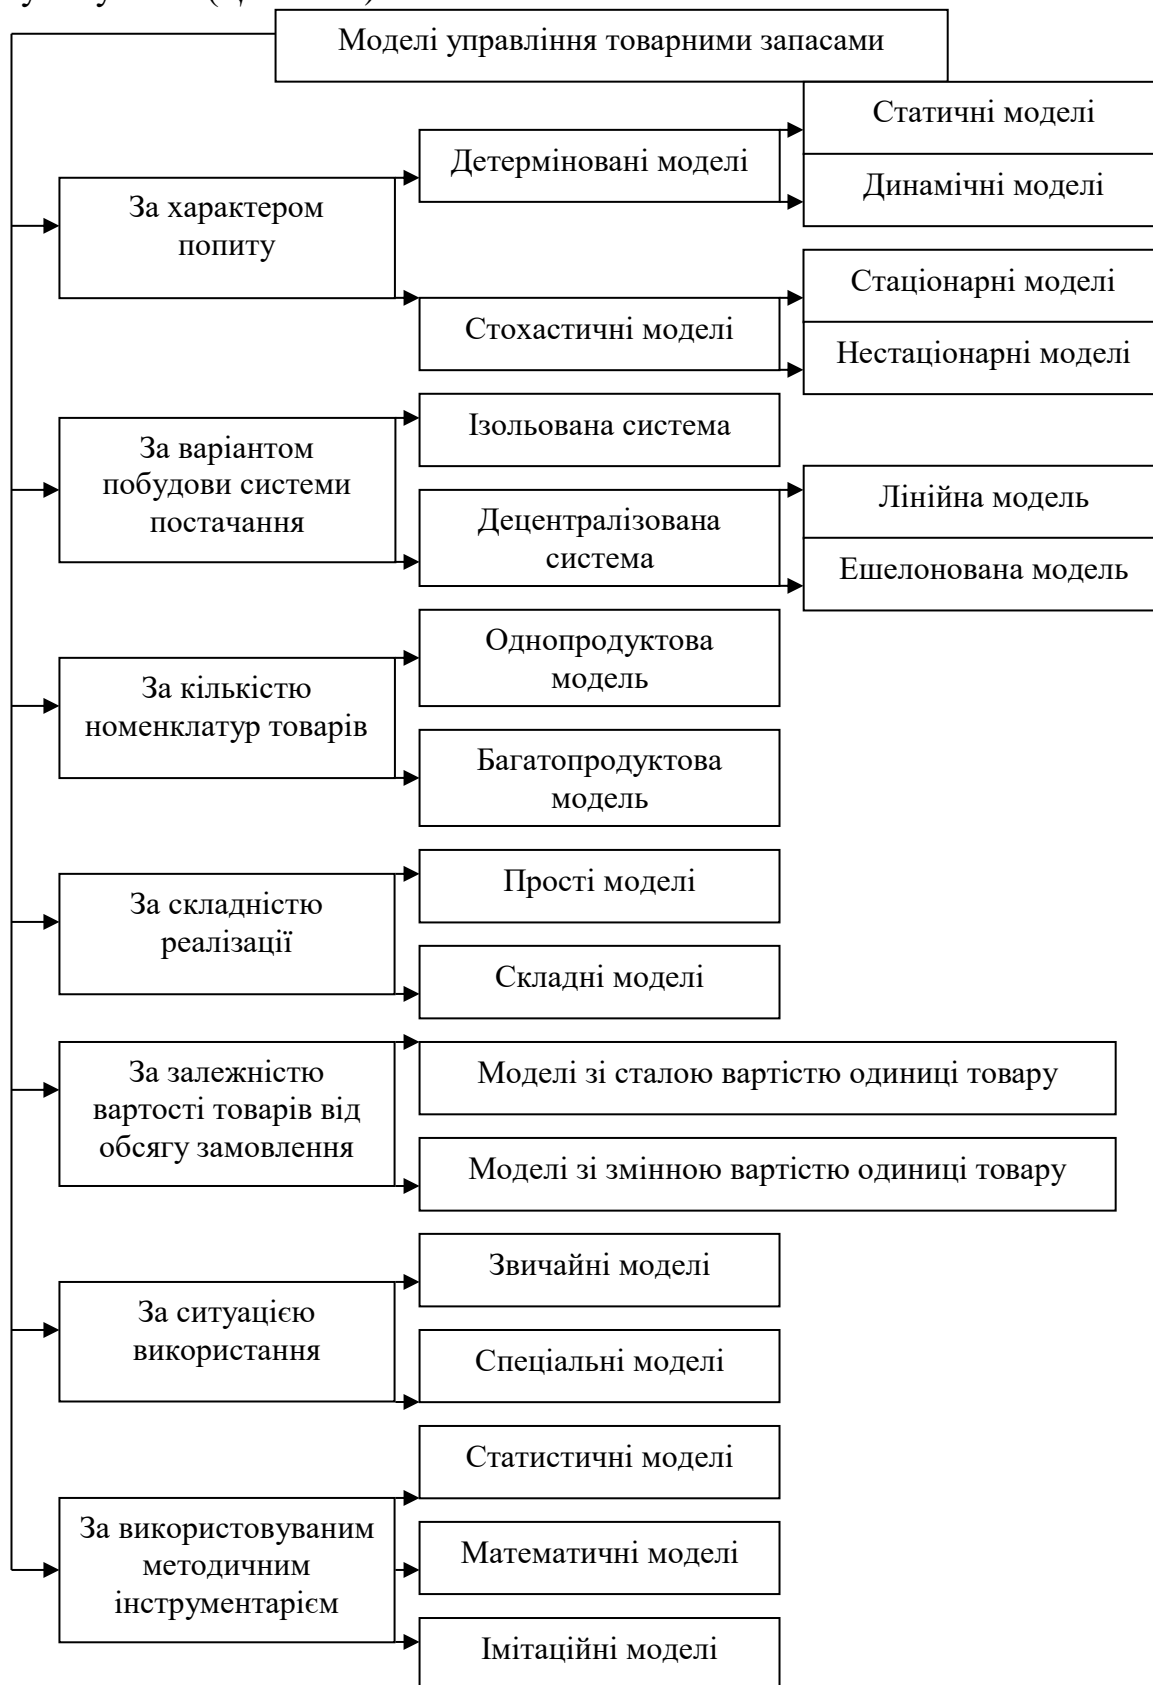 Моделі управління товарними запасами
Статичні моделі
Детерміновані моделі
Динамічні моделі
За характером
попиту
Стаціонарні моделі
Стохастичні моделі
Нестаціонарні моделі
Ізольована система
За варіантом
побудови системи
постачання
Децентралізована
система
Лінійна модель
Ешелонована модель
Однопродуктова
модель
За кількістю
номенклатур товарів
Багатопродуктова
модель
Прості моделі
За складністю
реалізації
Складні моделі
За залежністю
вартості товарів від
обсягу замовлення
Моделі зі сталою вартістю одиниці товару
Моделі зі змінною вартістю одиниці товару
Звичайні моделі
За ситуацією
використання
Спеціальні моделі
Статистичні моделі
За використовуваним
методичним
інструментарієм
Математичні моделі
Імітаційні моделі